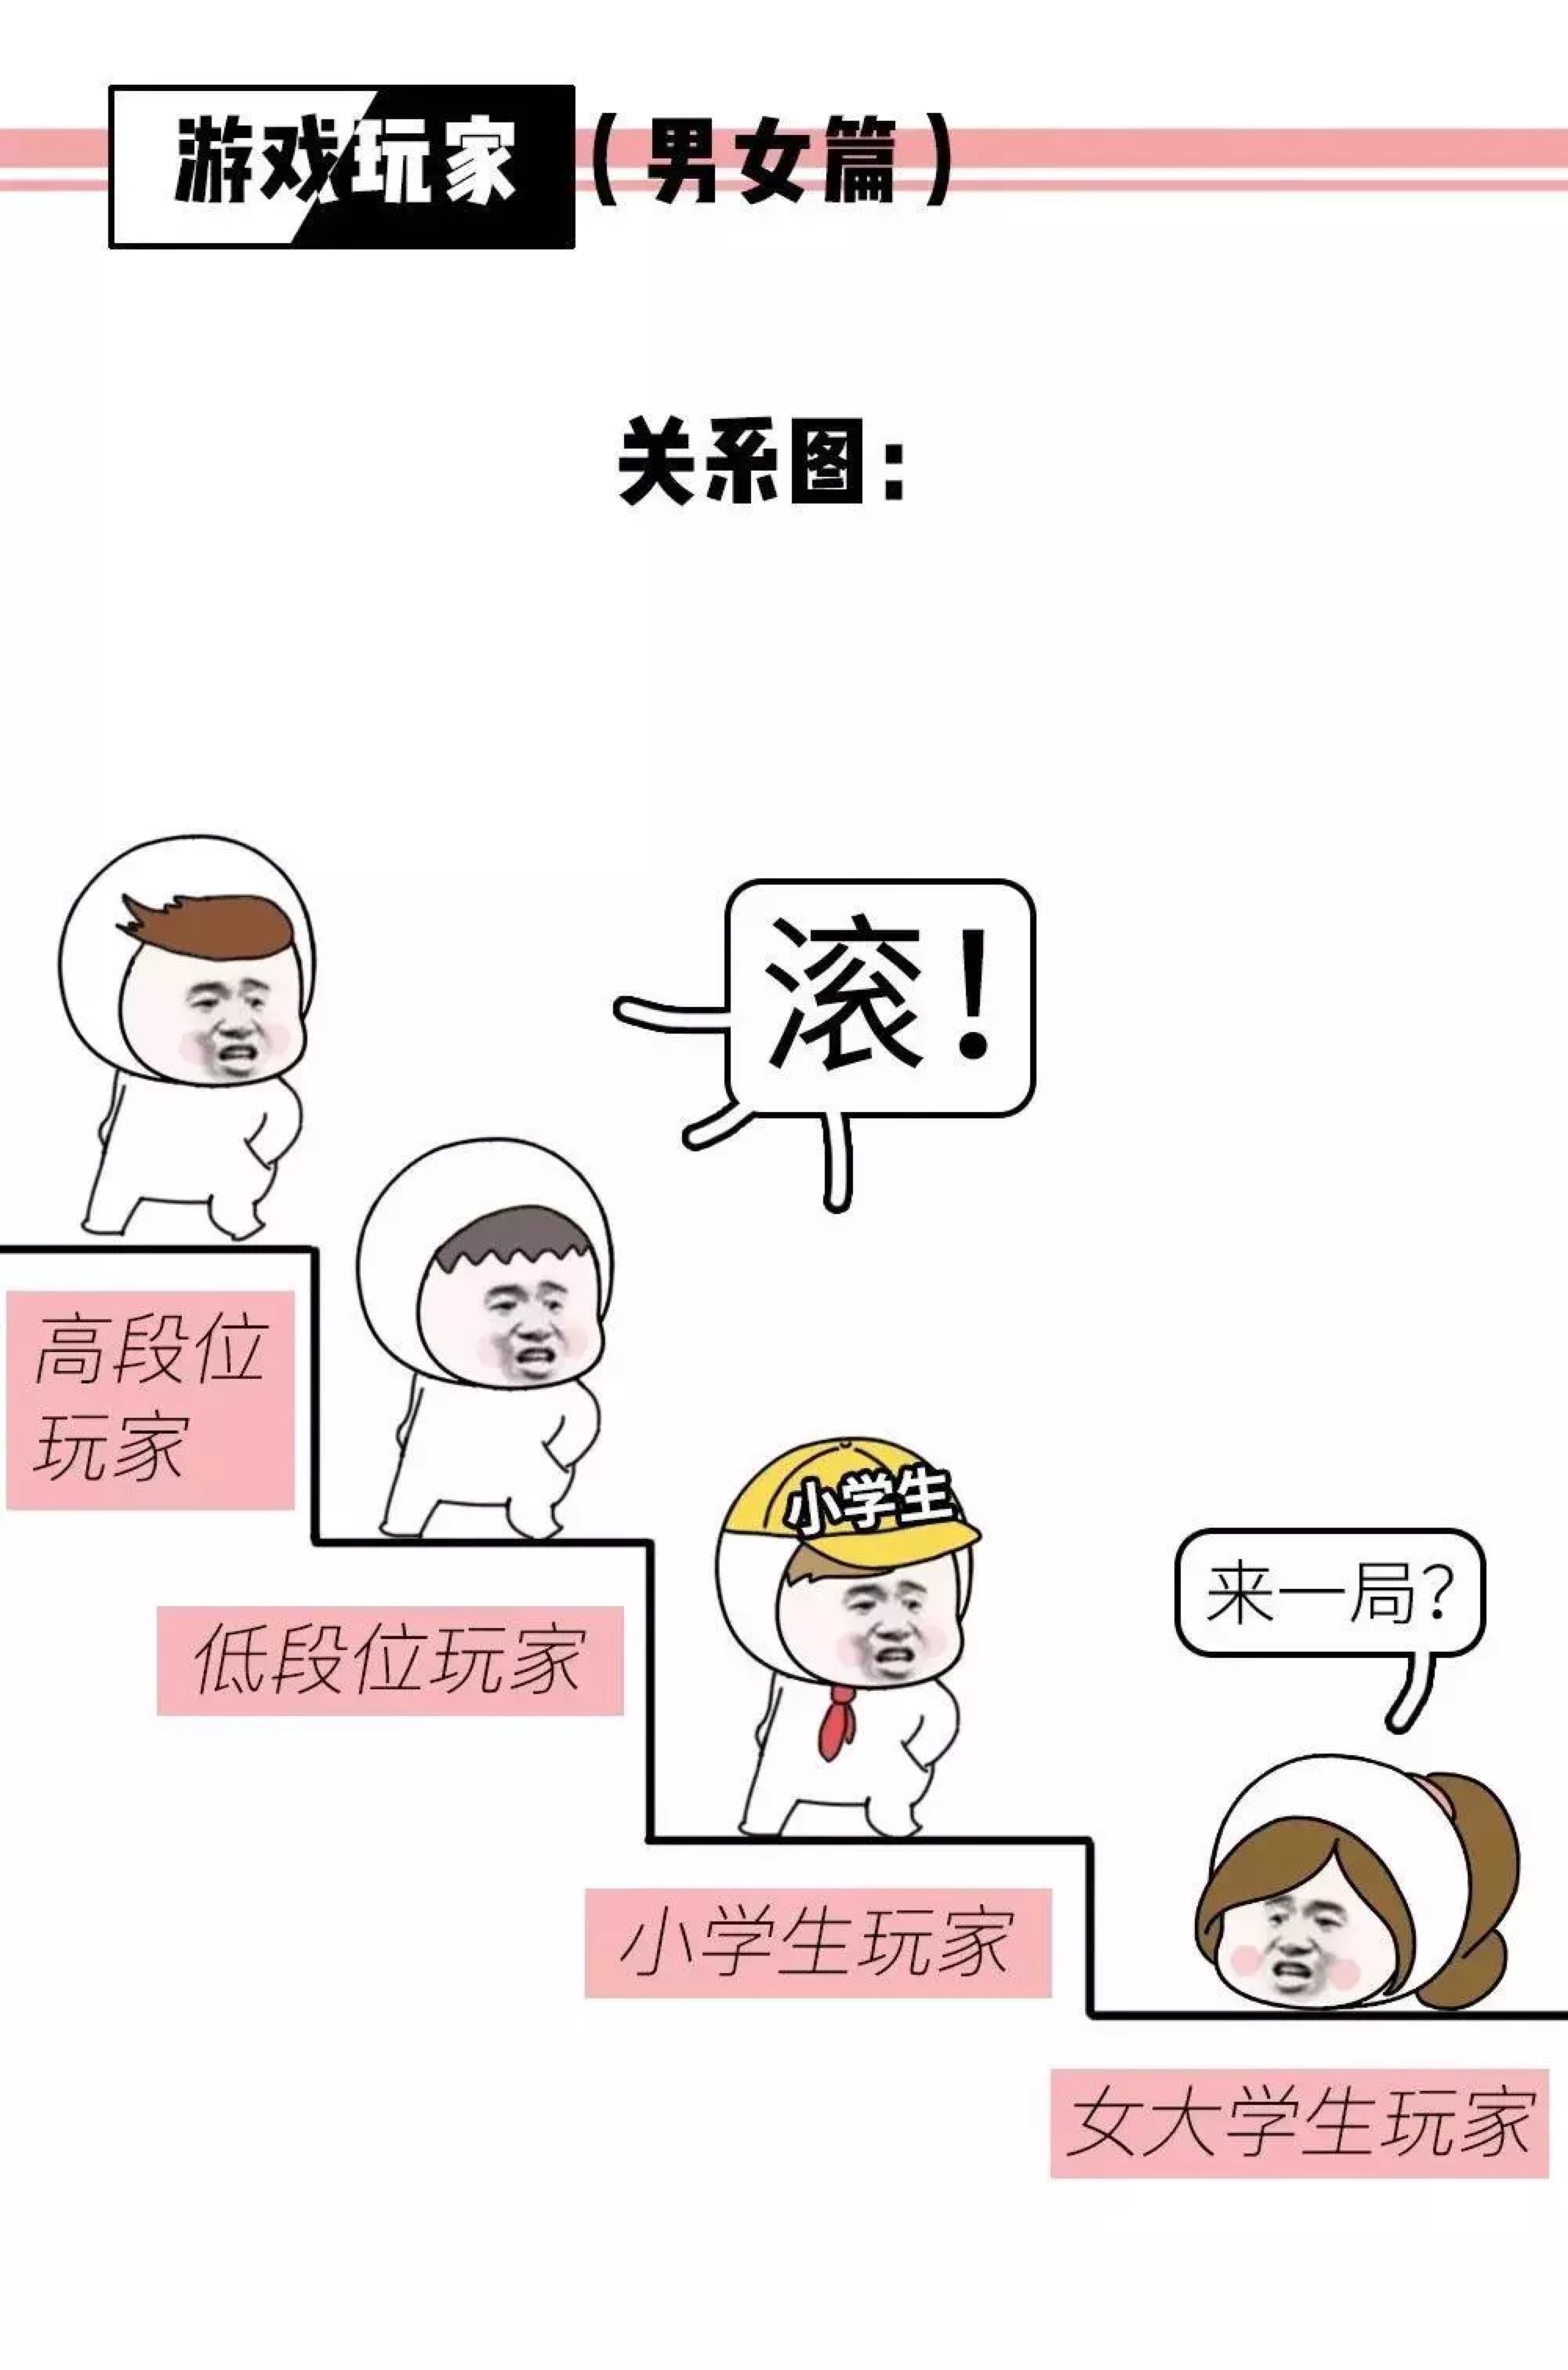 游戏玩家（男女篇）
关系图：
滚！
高段位
玩家
小学生
来一局？
低段位玩家
小学生玩家
女大学生玩家